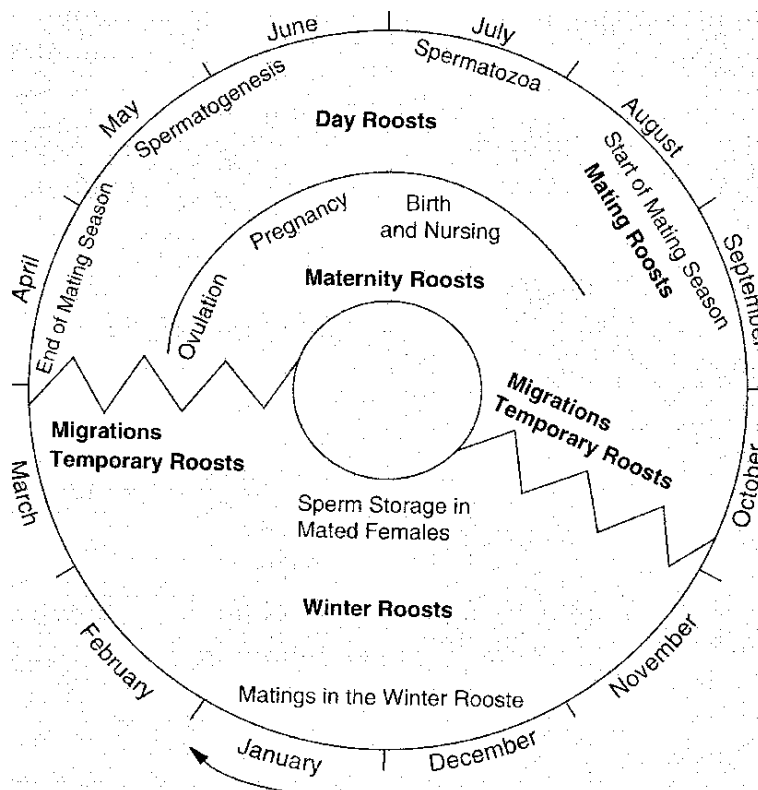 June
July
May
August
April
September
March
October
February
November
January
December
Spermatogenesis
Spermatozoa
Day Roosts
Start of Mating Season
Mating Roosts
End of Mating Season
Pregnancy
Birth
and Nursing
Ovulation
Maternity Roosts
Migrations
Temporary Roosts
Migrations
Temporary Roosts
Sperm Storage in
Mated Females
Winter Roosts
Matings in the Winter Rooste